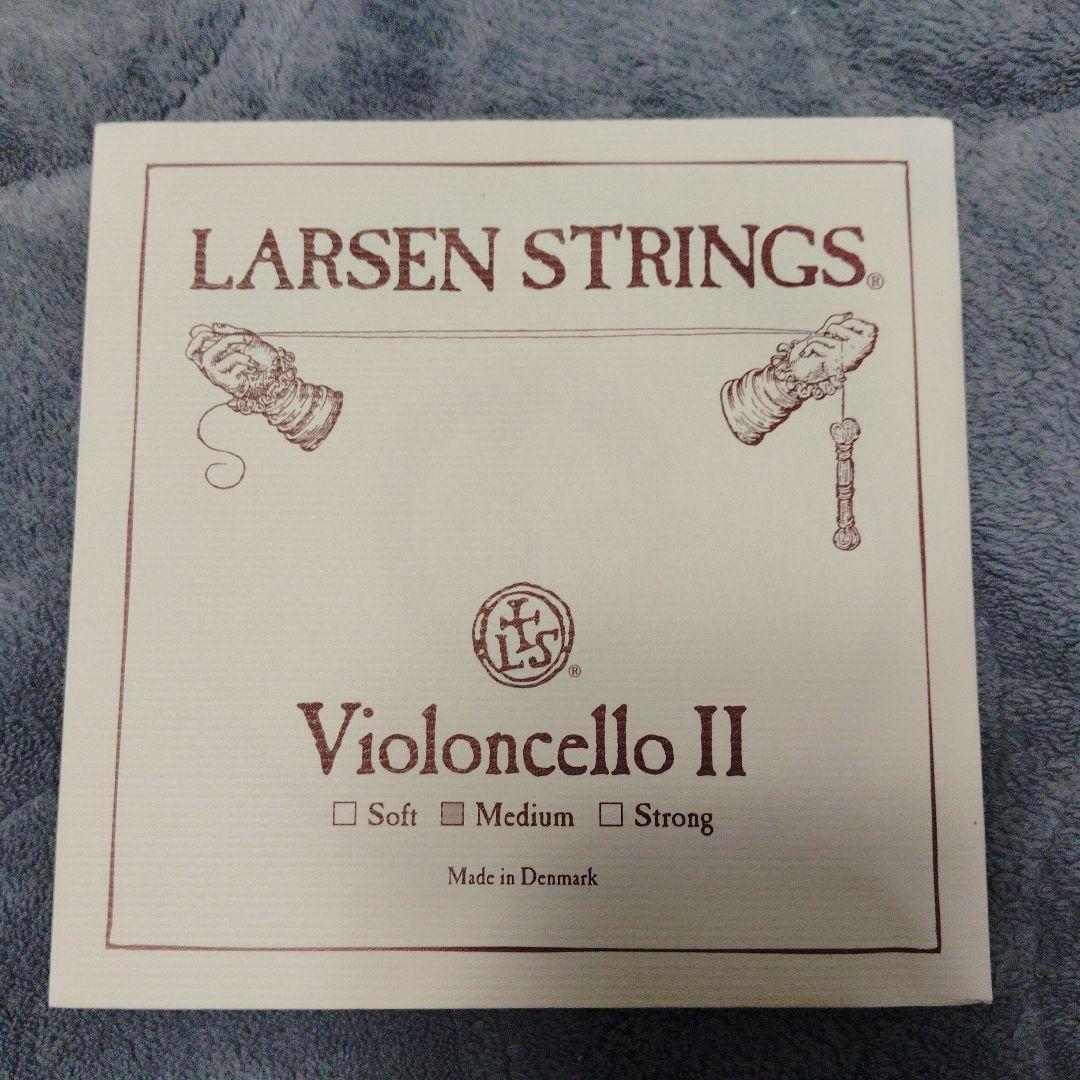 LARSEN STRINGS®
LS®
Violoncello II
Soft Medium Strong
Made in Denmark